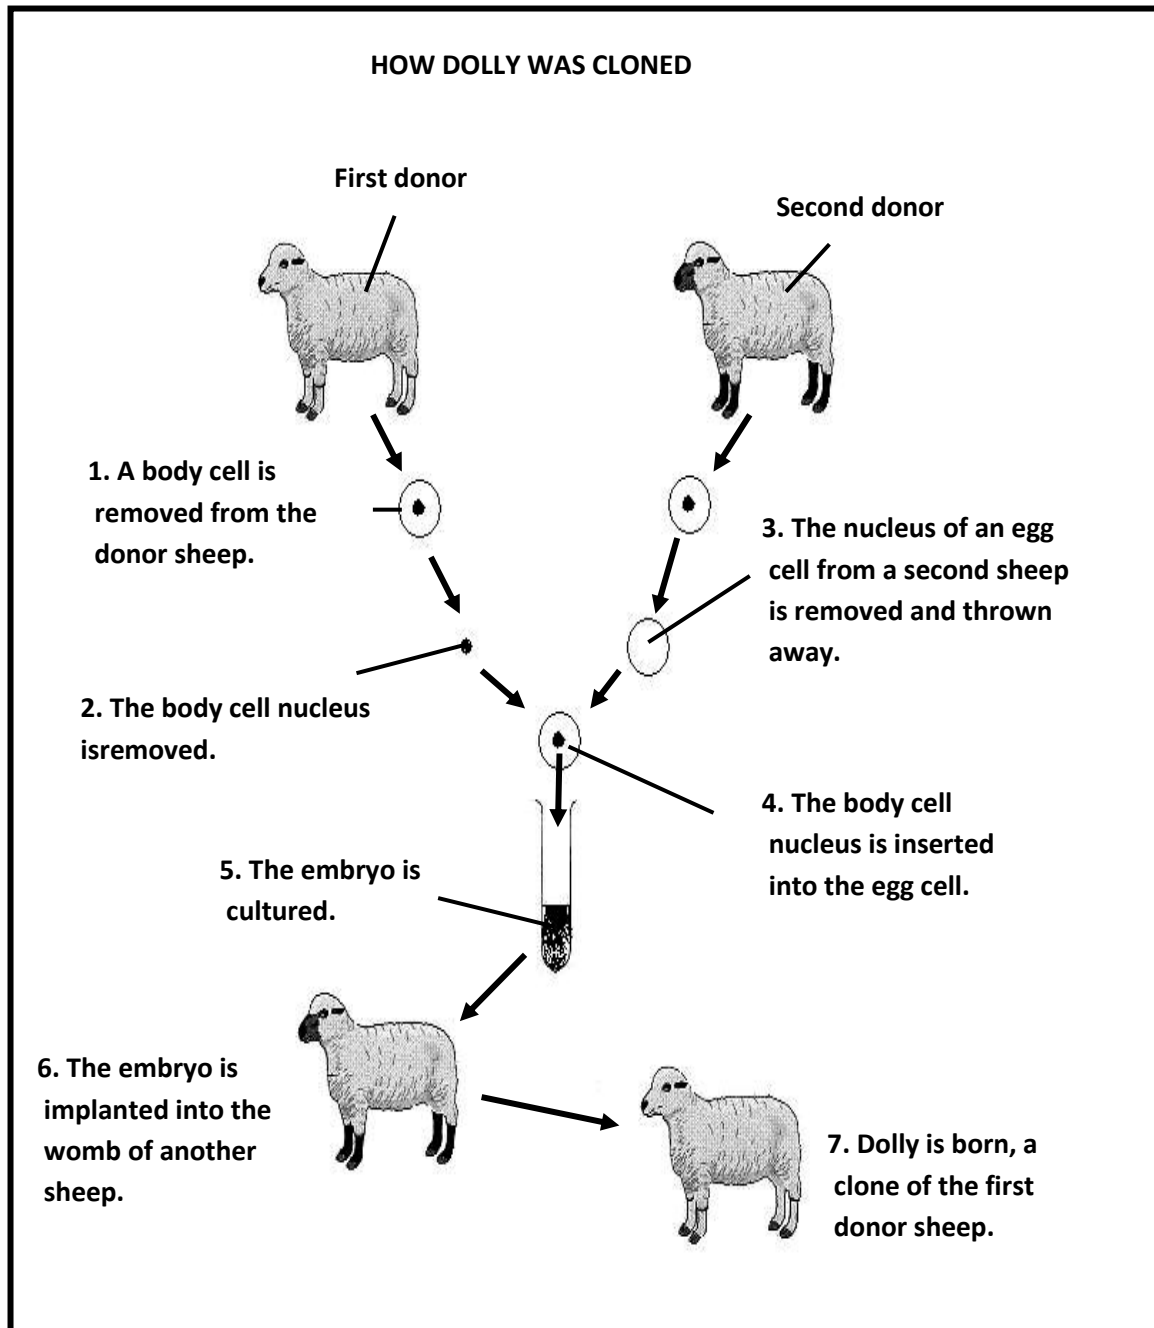 HOW DOLLY WAS CLONED
First donor
Second donor
1. A body cell is
removed from the
donor sheep.
3. The nucleus of an egg
cell from a second sheep
is removed and thrown
away.
2. The body cell nucleus
isremoved.
4. The body cell
nucleus is inserted
into the egg cell.
5. The embryo is
cultured.
6. The embryo is
implanted into the
womb of another
sheep.
7. Dolly is born, a
clone of the first
donor sheep.